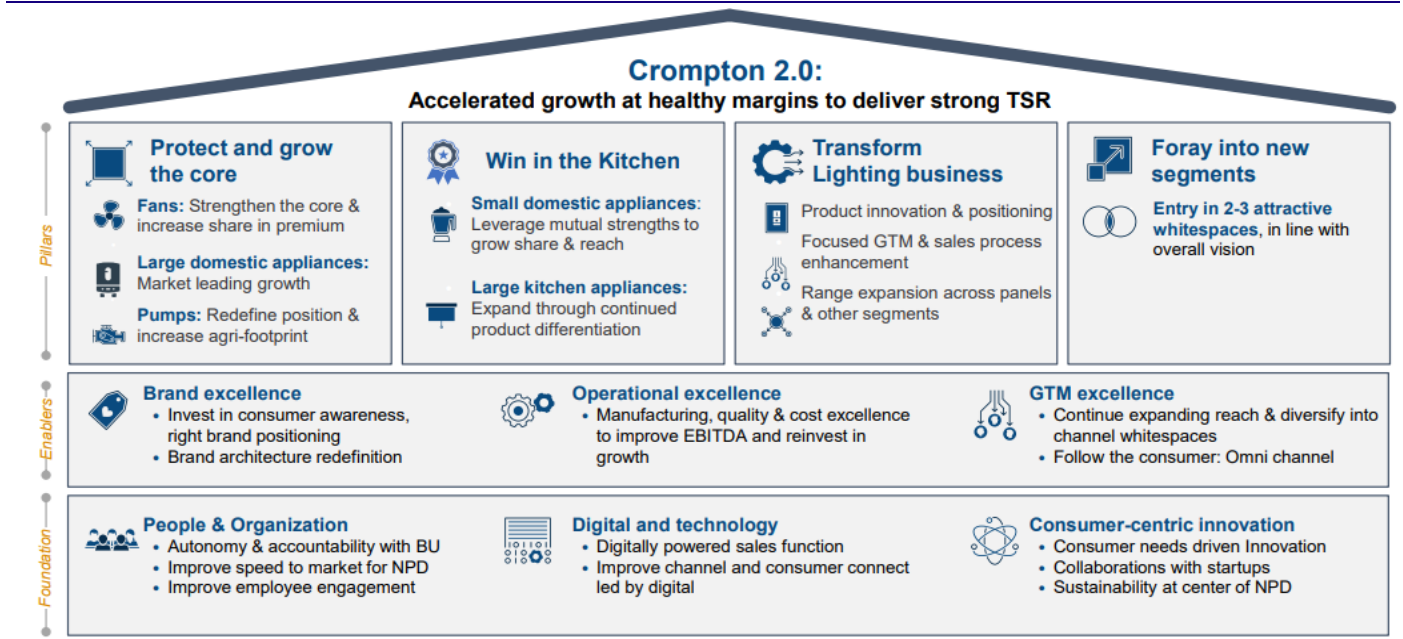 Crompton 2.0:
Accelerated growth at healthy margins to deliver strong TSR
Pillars
Protect and grow
the core
Fans: Strengthen the core &
increase share in premium
Large domestic appliances:
Market leading growth
Pumps: Redefine position &
increase agri-footprint
Win in the Kitchen
Small domestic appliances:
Leverage mutual strengths to
grow share & reach
Large kitchen appliances:
Expand through continued
product differentiation
Transform
Lighting business
Product innovation & positioning
Focused GTM & sales process
enhancement
Range expansion across panels
& other segments
Foray into new
segments
Entry in 2-3 attractive
whitespaces, in line with
overall vision
Enablers
Brand excellence
• Invest in consumer awareness,
right brand positioning
• Brand architecture redefinition
Operational excellence
• Manufacturing, quality & cost excellence
to improve EBITDA and reinvest in
growth
GTM excellence
• Continue expanding reach & diversify into
channel whitespaces
• Follow the consumer: Omni channel
Foundation
People & Organization
• Autonomy & accountability with BU
• Improve speed to market for NPD
• Improve employee engagement
Digital and technology
• Digitally powered sales function
• Improve channel and consumer connect
led by digital
Consumer-centric innovation
• Consumer needs driven Innovation
• Collaborations with startups
• Sustainability at center of NPD